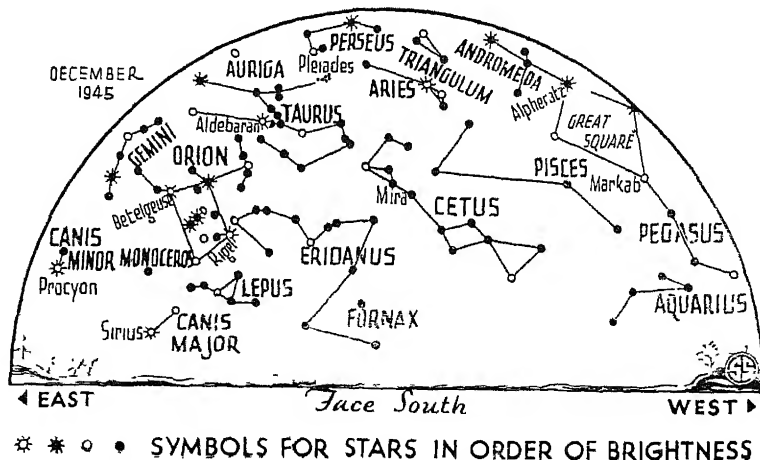 PERSEUS
ANDROMEDA
AURIGA
Pleiades
TRIANGULUM
DECEMBER
1945
ARIES
Alpheratz
TAURUS
Aldebaran
GREAT
SQUARE
GEMINI
ORION
PISCES
Markab
Betelgeuse
Mira
CETUS
CANIS
MINOR
MONOCEROS
Rigel
PEGASUS
ERIDANUS
Procyon
LEPUS
AQUARIUS
FORNAX
Sirius
CANIS
MAJOR
EAST
Face South
WEST
SYMBOLS FOR STARS IN ORDER OF BRIGHTNESS